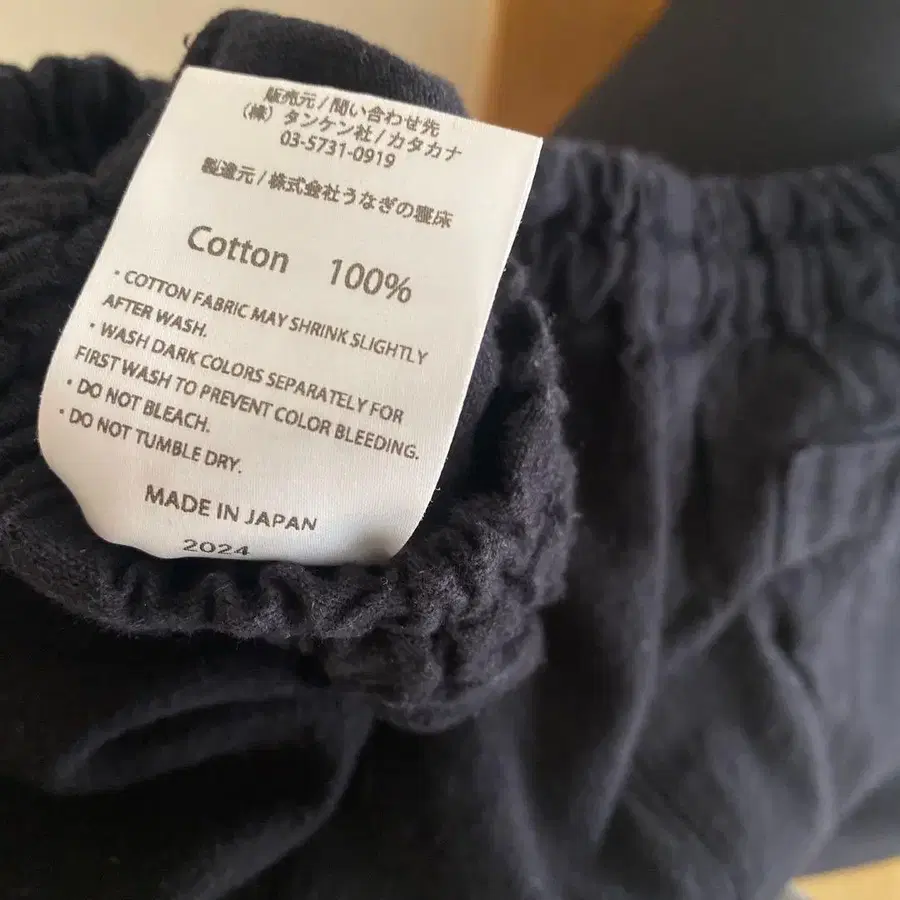 販売元 / 問い合わせ先
（株）タンケン社 / カタカナ
03-5731-0919
製造元 / 株式会社うなぎの寝床
Cotton 100%
・COTTON FABRIC MAY SHRINK SLIGHTLY
AFTER WASH.
・WASH DARK COLORS SEPARATELY FOR
FIRST WASH TO PREVENT COLOR BLEEDING.
・DO NOT BLEACH.
・DO NOT TUMBLE DRY.
MADE IN JAPAN
2024